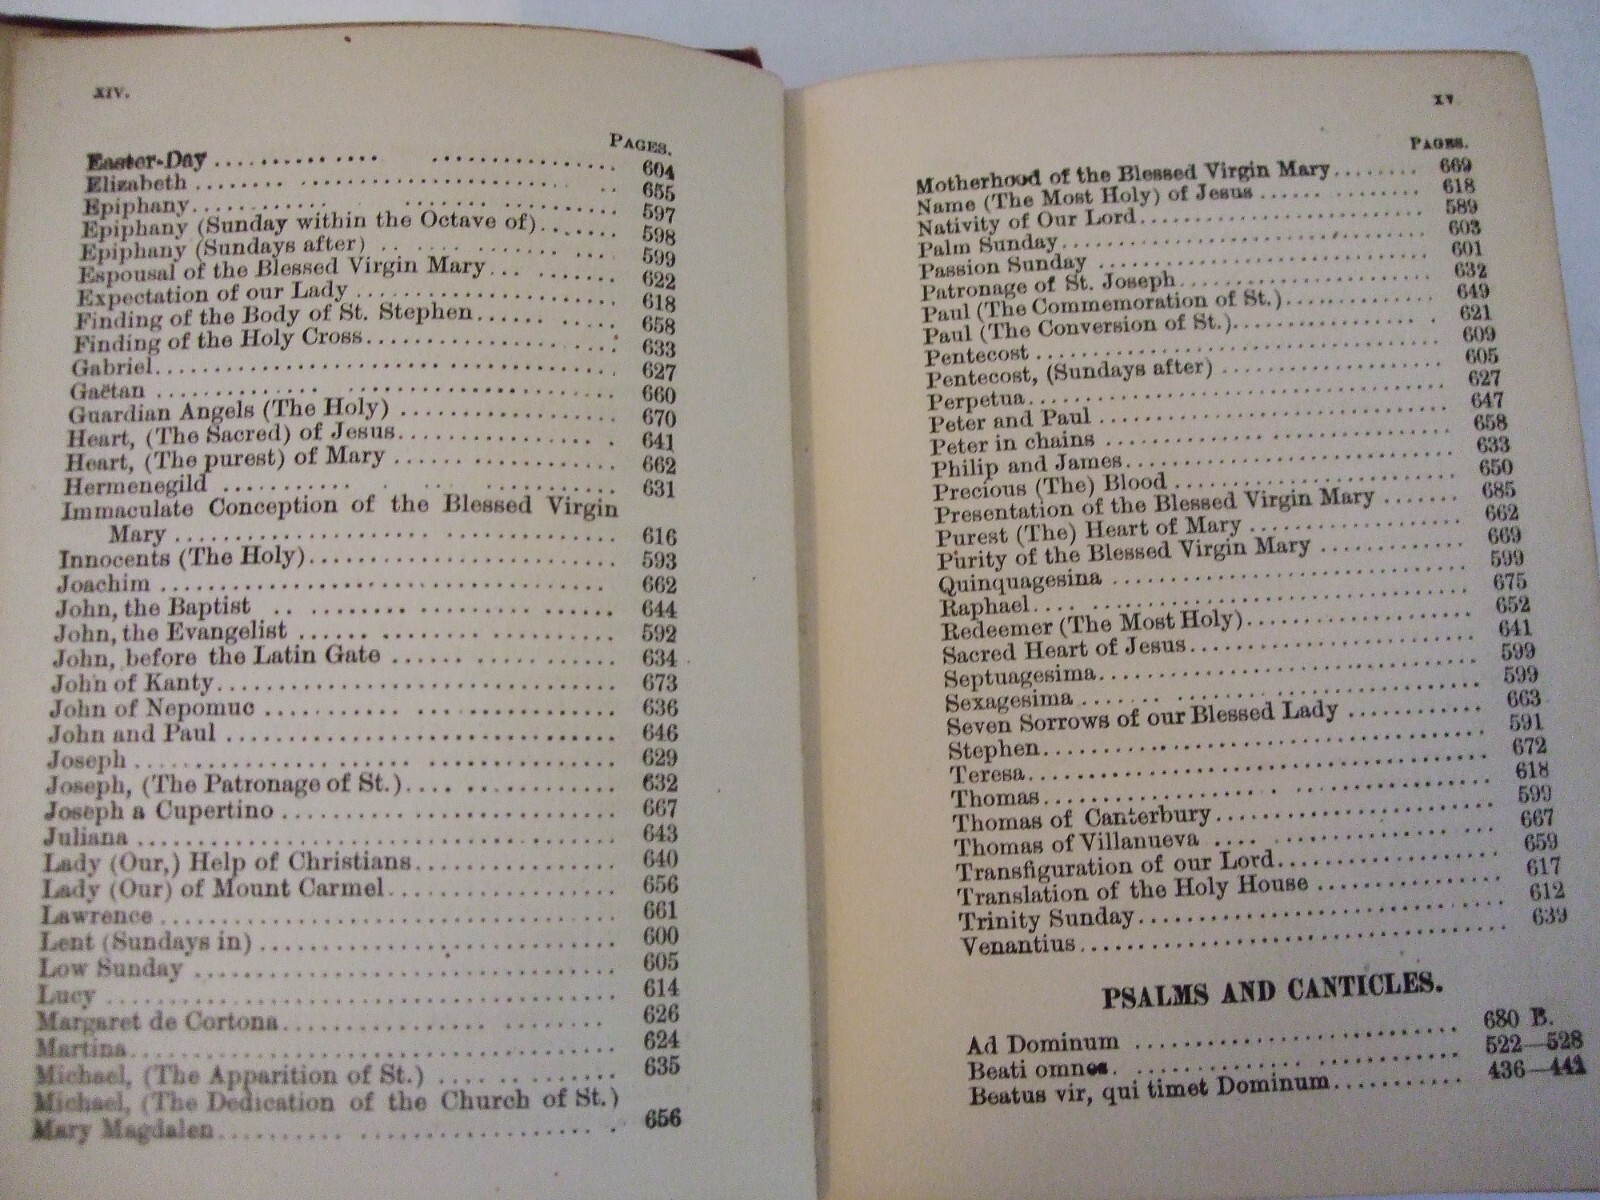 XIV.
PAGES.
Easter-Day .......................... 604
Elizabeth .......................... 655
Epiphany .......................... 597
Epiphany (Sunday within the Octave of) ....... 598
Epiphany (Sundays after) .............. 599
Espousal of the Blessed Virgin Mary ......... 622
Expectation of our Lady .................. 618
Finding of the Body of St. Stephen ........... 658
Finding of the Holy Cross .................. 633
Gabriel .......................... 627
Gaëtan .......................... 660
Guardian Angels (The Holy) ................ 670
Heart, (The Sacred) of Jesus ............... 641
Heart, (The purest) of Mary ............... 662
Hermenegild .......................... 631
Immaculate Conception of the Blessed Virgin
Mary .......................... 616
Innocents (The Holy) .................... 593
Joachim .......................... 662
John, the Baptist ...................... 644
John, the Evangelist .................... 592
John, before the Latin Gate ............... 634
John of Kanty .......................... 673
John of Nepomuc ...................... 636
John and Paul .......................... 646
Joseph .......................... 629
Joseph, (The Patronage of St.) ............. 632
Joseph a Cupertino ...................... 667
Juliana .......................... 643
Lady (Our,) Help of Christians ............. 640
Lady (Our) of Mount Carmel ............... 656
Lawrence .......................... 661
Lent (Sundays in) ...................... 600
Low Sunday .......................... 605
Lucy .......................... 614
Margaret de Cortona .................... 626
Martina .......................... 624
Michael, (The Apparition of St.) ........... 635
Michael, (The Dedication of the Church of St.)
Mary Magdalen ........................ 656
XV
PAGES.
Motherhood of the Blessed Virgin Mary ........ 669
Name (The Most Holy) of Jesus ............. 618
Nativity of Our Lord .................... 589
Palm Sunday .......................... 603
Passion Sunday ........................ 601
Patronage of St. Joseph .................. 632
Paul (The Commemoration of St.) ............. 649
Paul (The Conversion of St.) ............... 621
Pentecost .......................... 609
Pentecost, (Sundays after) ................ 605
Perpetua .......................... 627
Peter and Paul ........................ 647
Peter in chains ........................ 658
Philip and James ...................... 633
Precious (The) Blood .................... 650
Presentation of the Blessed Virgin Mary ....... 685
Purest (The) Heart of Mary ................ 662
Purity of the Blessed Virgin Mary ........... 669
Quinquagesina ........................ 599
Raphael .......................... 675
Redeemer (The Most Holy) .................. 652
Sacred Heart of Jesus .................... 641
Septuagesima .......................... 599
Sexagesima .......................... 599
Seven Sorrows of our Blessed Lady ........... 663
Stephen .......................... 591
Teresa .......................... 672
Thomas .......................... 618
Thomas of Canterbury .................... 599
Thomas of Villanueva .................... 667
Transfiguration of our Lord ................ 659
Translation of the Holy House ............. 617
Trinity Sunday ........................ 612
Venantius .......................... 639
PSALMS AND CANTICLES.
Ad Dominum .......................... 680 B.
Beati omnes .......................... 522—528
Beatus vir, qui timet Dominum ........... 436—441